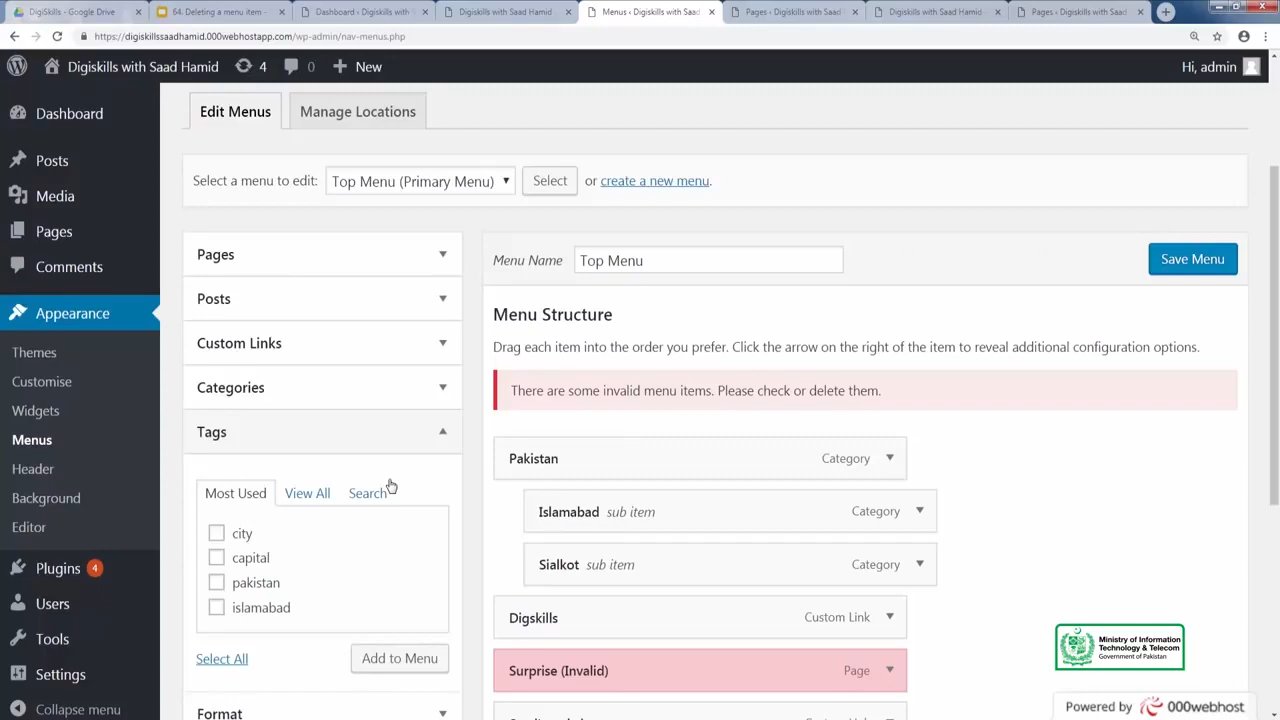 DigiSkills - Google Drive
64. Deleting a menu item -
Dashboard ‹ Digiskills with S
Digiskills with Saad Hamid
Menus ‹ Digiskills with Saad
Pages ‹ Digiskills with Saad
Digiskills with Saad Hamid
Pages ‹ Digiskills with Saad
https://digiskillssaadhamid.000webhostapp.com/wp-admin/nav-menus.php
Digiskills with Saad Hamid 4 0 New Hi, admin
Dashboard
Posts
Media
Pages
Comments
Appearance
Themes
Customise
Widgets
Menus
Header
Background
Editor
Plugins 4
Users
Tools
Settings
Collapse menu
Edit Menus
Manage Locations
Select a menu to edit: Top Menu (Primary Menu) Select or create a new menu.
Pages
Posts
Custom Links
Categories
Tags
Most Used View All Search
city
capital
pakistan
islamabad
Select All Add to Menu
Format
Menu Name Top Menu Save Menu
Menu Structure
Drag each item into the order you prefer. Click the arrow on the right of the item to reveal additional configuration options.
There are some invalid menu items. Please check or delete them.
Pakistan Category
Islamabad sub item Category
Sialkot sub item Category
Digskills Custom Link
Surprise (Invalid) Page
Ministry of Information
Technology & Telecom
Government of Pakistan
Powered by 000webhost